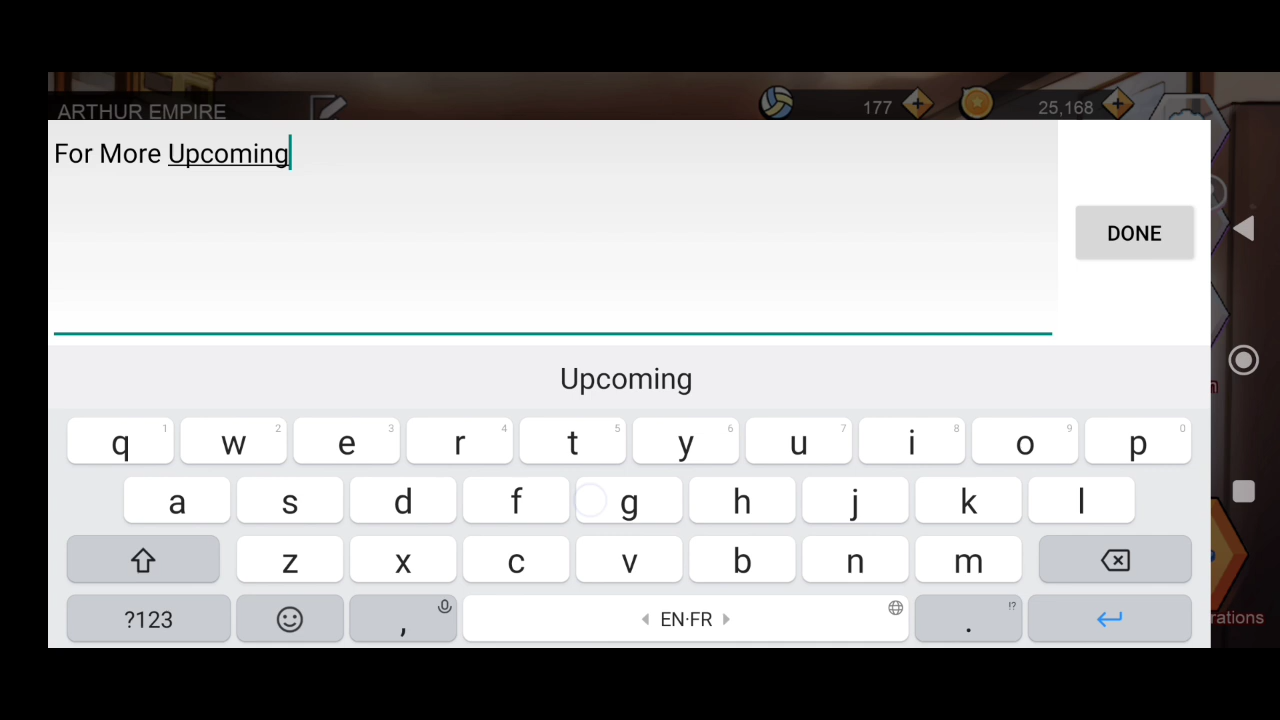 ARTHUR EMPIRE
177
25,168
For More Upcoming
DONE
Upcoming
q 1 w 2 e 3 r 4 t 5 y 6 u 7 i 8 o 9 p 0
a s d f g h j k l
z x c v b n m
?123 , EN·FR . !?
rations